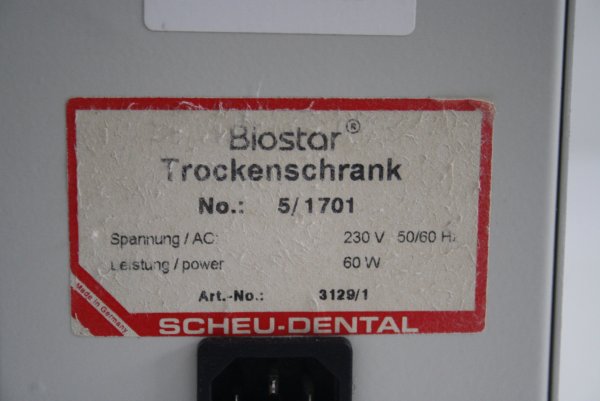 Biostar®
Trockenschrank
No.: 5/1701
Spannung / AC: 230 V 50/60 Hz
Leistung / power 60 W
Art.-No.: 3129/1
Made in Germany
SCHEU-DENTAL